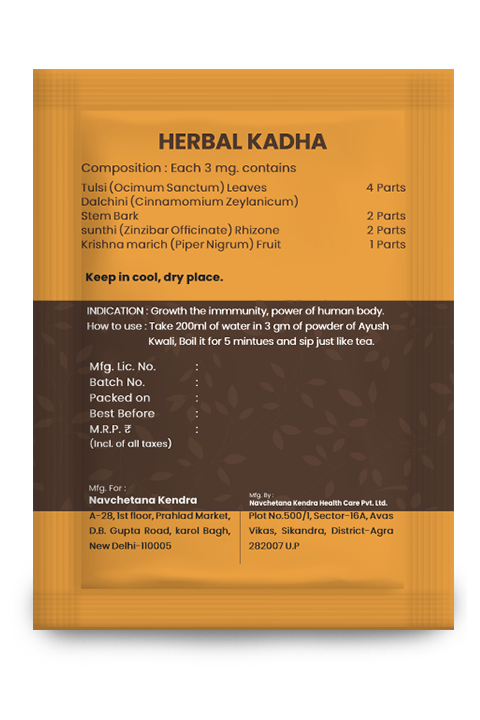 HERBAL KADHA
Composition : Each 3 mg. contains
Tulsi (Ocimum Sanctum) Leaves 4 Parts
Dalchini (Cinnamomium Zeylanicum)
Stem Bark 2 Parts
sunthi (Zinzibar Officinate) Rhizone 2 Parts
Krishna marich (Piper Nigrum) Fruit 1 Parts
Keep in cool, dry place.
INDICATION : Growth the immmunity, power of human body.
How to use : Take 200ml of water in 3 gm of powder of Ayush
Kwali, Boil it for 5 mintues and sip just like tea.
Mfg. Lic. No. :
Batch No. :
Packed on :
Best Before :
M.R.P. ₹ :
(Incl. of all taxes)
Mfg. For :
Navchetana Kendra
A-28, 1st floor, Prahlad Market,
D.B. Gupta Road, karol Bagh,
New Delhi-110005
Mfg. By :
Navchetana Kendra Health Care Pvt. Ltd.
Plot No.500/1, Sector-16A, Avas
Vikas, Sikandra, District-Agra
282007 U.P